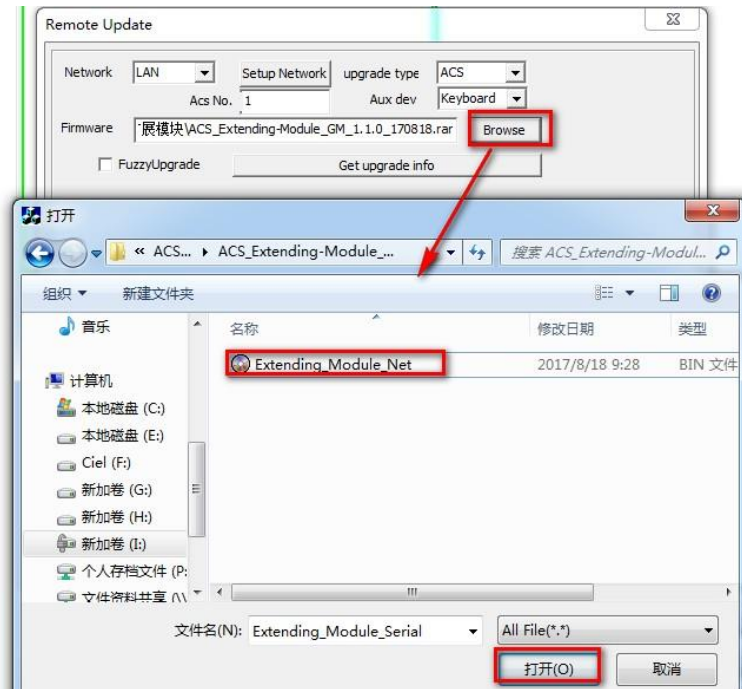 Remote Update
Network LAN Setup Network upgrade type ACS
Acs No. 1 Aux dev Keyboard
Firmware 展模块\ACS_Extending-Module_GM_1.1.0_170818.rar Browse
FuzzyUpgrade Get upgrade info
打开
« ACS... ACS_Extending-Module_... 搜索 ACS_Extending-Modul...
组织 新建文件夹
音乐 名称 修改日期 类型
Extending_Module_Net 2017/8/18 9:28 BIN 文件
计算机
本地磁盘 (C:)
本地磁盘 (E:)
Ciel (F:)
新加卷 (G:)
新加卷 (H:)
新加卷 (I:)
个人存档文件 (P:
文件资料共享 (\\
文件名(N): Extending_Module_Serial All File(*.*)
打开(O) 取消